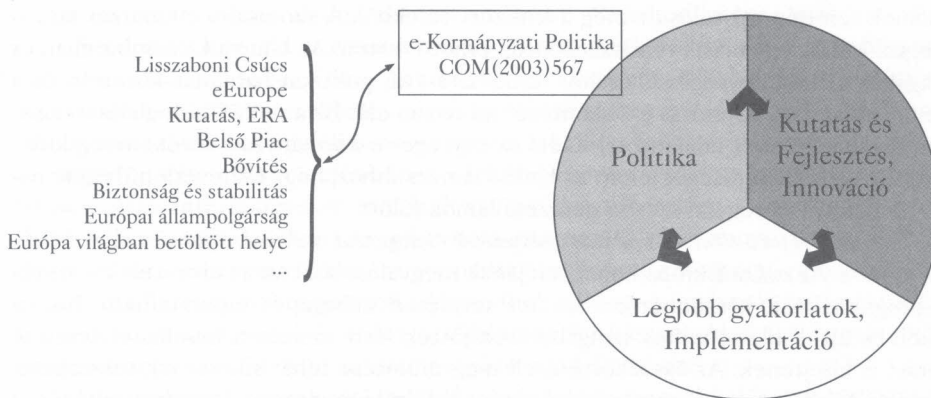 Lisszaboni Csúcs
eEurope
Kutatás, ERA
Belső Piac
Bővítés
Biztonság és stabilitás
Európai állampolgárság
Európa világban betöltött helye
...
e-Kormányzati Politika
COM(2003)567
Politika
Kutatás és
Fejlesztés,
Innováció
Legjobb gyakorlatok,
Implementáció